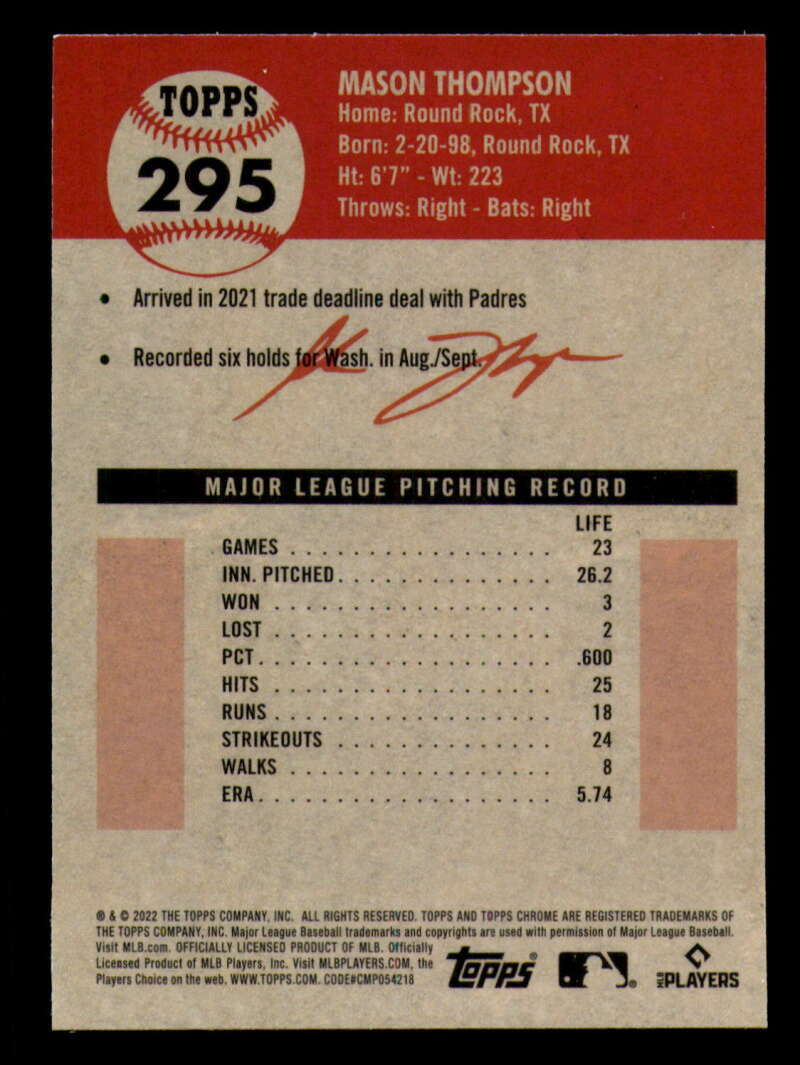 TOPPS
295
MASON THOMPSON
Home: Round Rock, TX
Born: 2-20-98, Round Rock, TX
Ht: 6'7" - Wt: 223
Throws: Right - Bats: Right
• Arrived in 2021 trade deadline deal with Padres
• Recorded six holds for Wash. in Aug./Sept.
MAJOR LEAGUE PITCHING RECORD
LIFE
GAMES . . . . . . . . . . . . . . . . . 23
INN. PITCHED. . . . . . . . . . . . . . 26.2
WON . . . . . . . . . . . . . . . . . . 3
LOST . . . . . . . . . . . . . . . . . . 2
PCT. . . . . . . . . . . . . . . . . . . .600
HITS . . . . . . . . . . . . . . . . . . 25
RUNS . . . . . . . . . . . . . . . . . . 18
STRIKEOUTS . . . . . . . . . . . . . . 24
WALKS . . . . . . . . . . . . . . . . . 8
ERA. . . . . . . . . . . . . . . . . . . 5.74
® & © 2022 THE TOPPS COMPANY, INC. ALL RIGHTS RESERVED. TOPPS AND TOPPS CHROME ARE REGISTERED TRADEMARKS OF
THE TOPPS COMPANY, INC. Major League Baseball trademarks and copyrights are used with permission of Major League Baseball.
Visit MLB.com. OFFICIALLY LICENSED PRODUCT OF MLB. Officially
Licensed Product of MLB Players, Inc. Visit MLBPLAYERS.COM, the
Players Choice on the web. WWW.TOPPS.COM. CODE#CMP054218
TOPPS
MLB PLAYERS